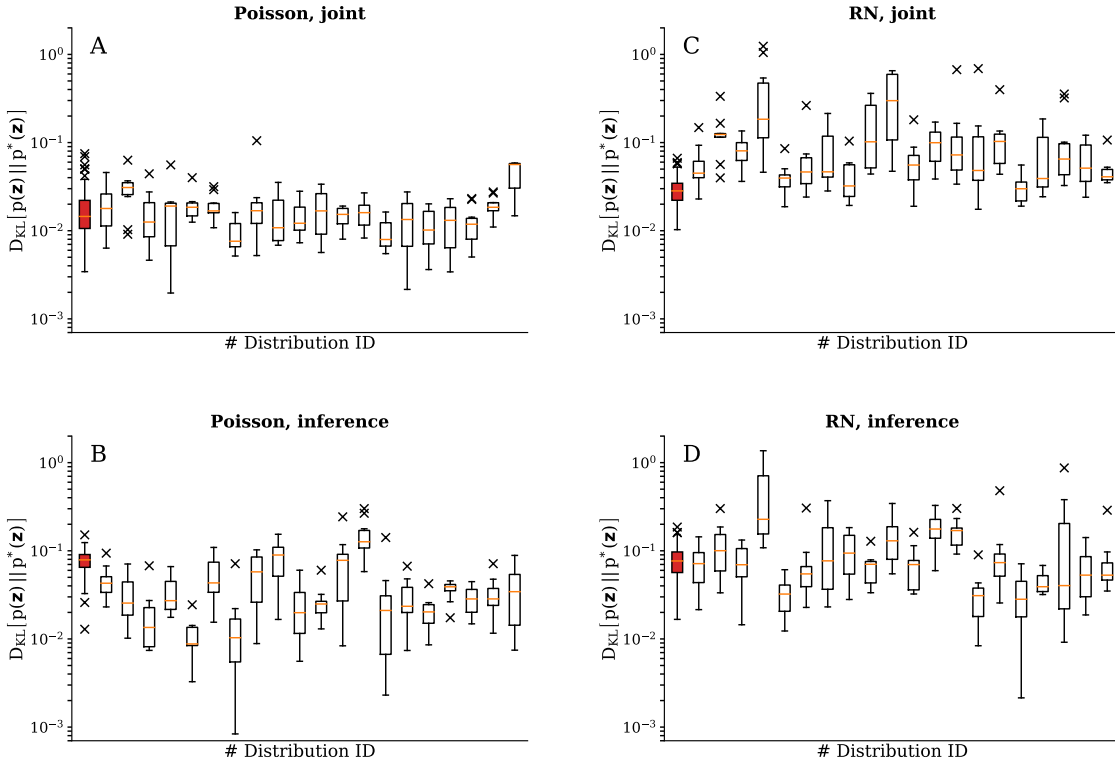 Poisson, joint
A
10⁰
10⁻¹
10⁻²
10⁻³
D_KL[p(z)||p*(z)]
# Distribution ID
RN, joint
C
10⁰
10⁻¹
10⁻²
10⁻³
D_KL[p(z)||p*(z)]
# Distribution ID
Poisson, inference
B
10⁰
10⁻¹
10⁻²
10⁻³
D_KL[p(z)||p*(z)]
# Distribution ID
RN, inference
D
10⁰
10⁻¹
10⁻²
10⁻³
D_KL[p(z)||p*(z)]
# Distribution ID